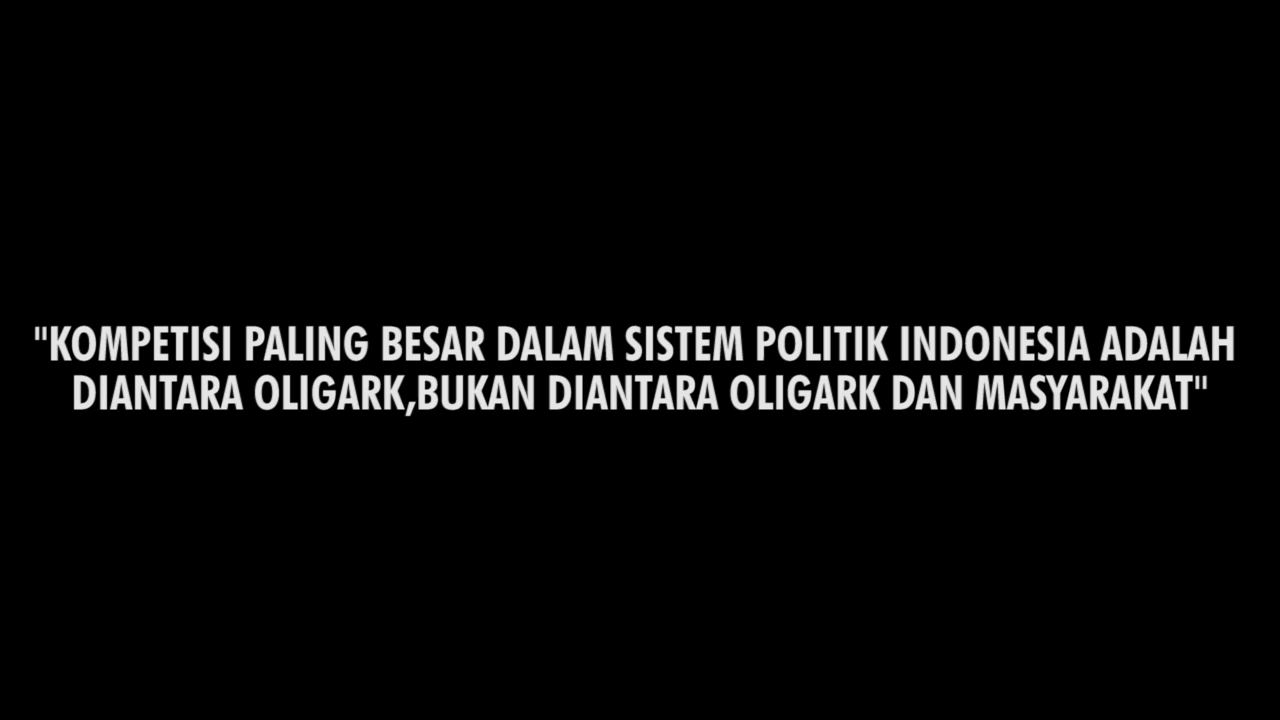 "KOMPETISI PALING BESAR DALAM SISTEM POLITIK INDONESIA ADALAH
DIANTARA OLIGARK,BUKAN DIANTARA OLIGARK DAN MASYARAKAT"